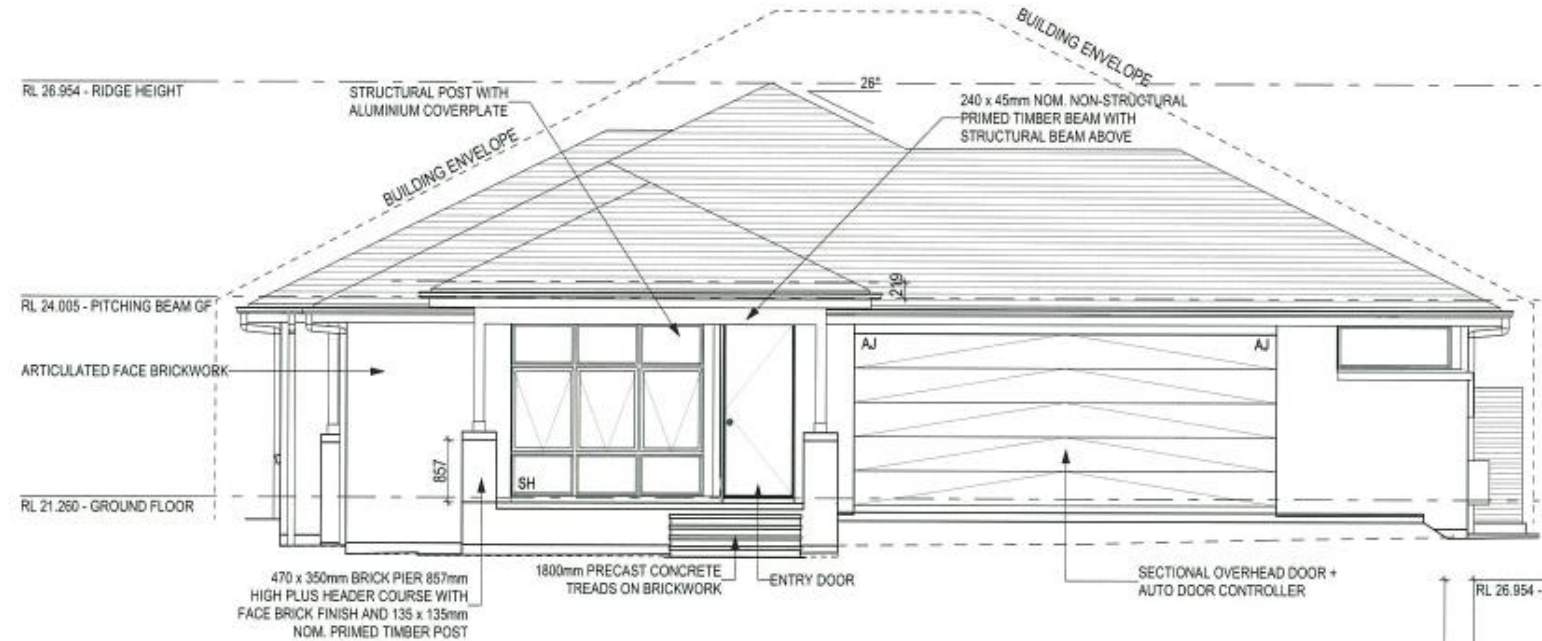 BUILDING ENVELOPE
RL 26.954 - RIDGE HEIGHT
STRUCTURAL POST WITH
ALUMINIUM COVERPLATE
26°
240 x 45mm NOM. NON-STRUCTURAL
PRIMED TIMBER BEAM WITH
STRUCTURAL BEAM ABOVE
BUILDING ENVELOPE
219
RL 24.005 - PITCHING BEAM GF
AJ
AJ
ARTICULATED FACE BRICKWORK
857
SH
RL 21.260 - GROUND FLOOR
470 x 350mm BRICK PIER 857mm
HIGH PLUS HEADER COURSE WITH
FACE BRICK FINISH AND 135 x 135mm
NOM. PRIMED TIMBER POST
1800mm PRECAST CONCRETE
TREADS ON BRICKWORK
ENTRY DOOR
SECTIONAL OVERHEAD DOOR +
AUTO DOOR CONTROLLER
RL 26.954 -